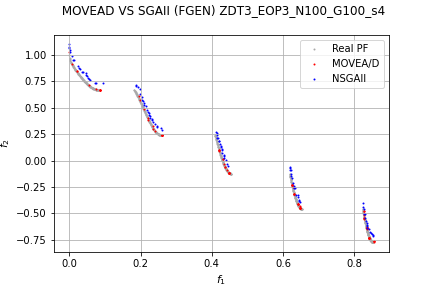 MOVEAD VS SGAII (FGEN) ZDT3_EOP3_N100_G100_s4
Real PF
MOVEA/D
NSGAII
1.00
0.75
0.50
0.25
0.00
−0.25
−0.50
−0.75
f2
0.0
0.2
0.4
0.6
0.8
f1